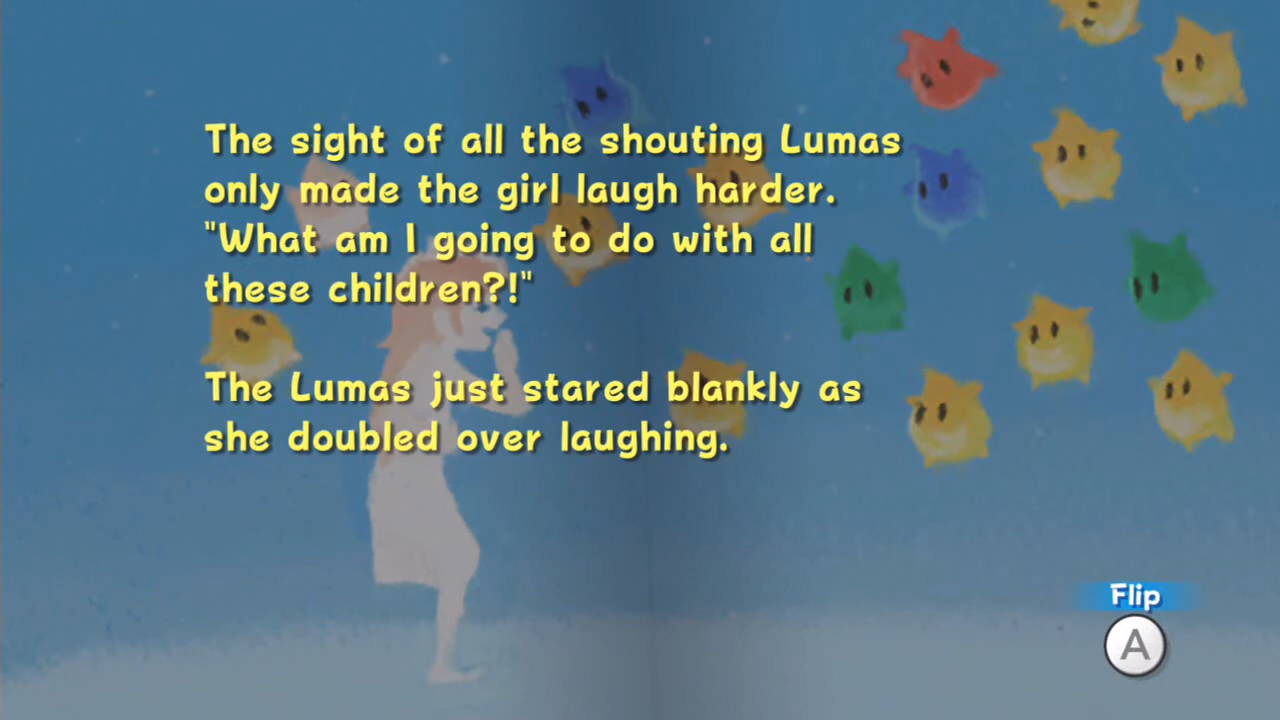 The sight of all the shouting Lumas
only made the girl laugh harder.
"What am I going to do with all
these children?!"
The Lumas just stared blankly as
she doubled over laughing.
Flip
A